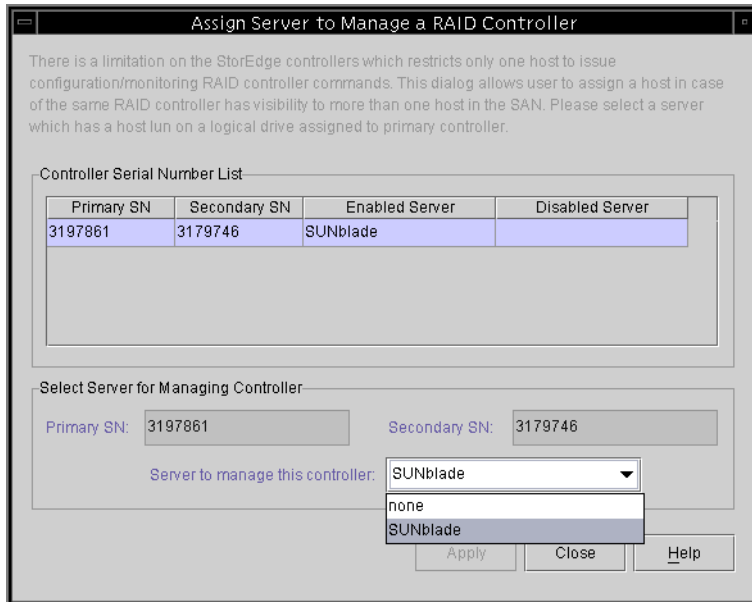 Assign Server to Manage a RAID Controller
There is a limitation on the StorEdge controllers which restricts only one host to issue
configuration/monitoring RAID controller commands. This dialog allows user to assign a host in case
of the same RAID controller has visibility to more than one host in the SAN. Please select a server
which has a host lun on a logical drive assigned to primary controller.
Controller Serial Number List
Primary SN Secondary SN Enabled Server Disabled Server
3197861 3179746 SUNblade
Select Server for Managing Controller
Primary SN: 3197861 Secondary SN: 3179746
Server to manage this controller: SUNblade
none
SUNblade
Apply Close Help